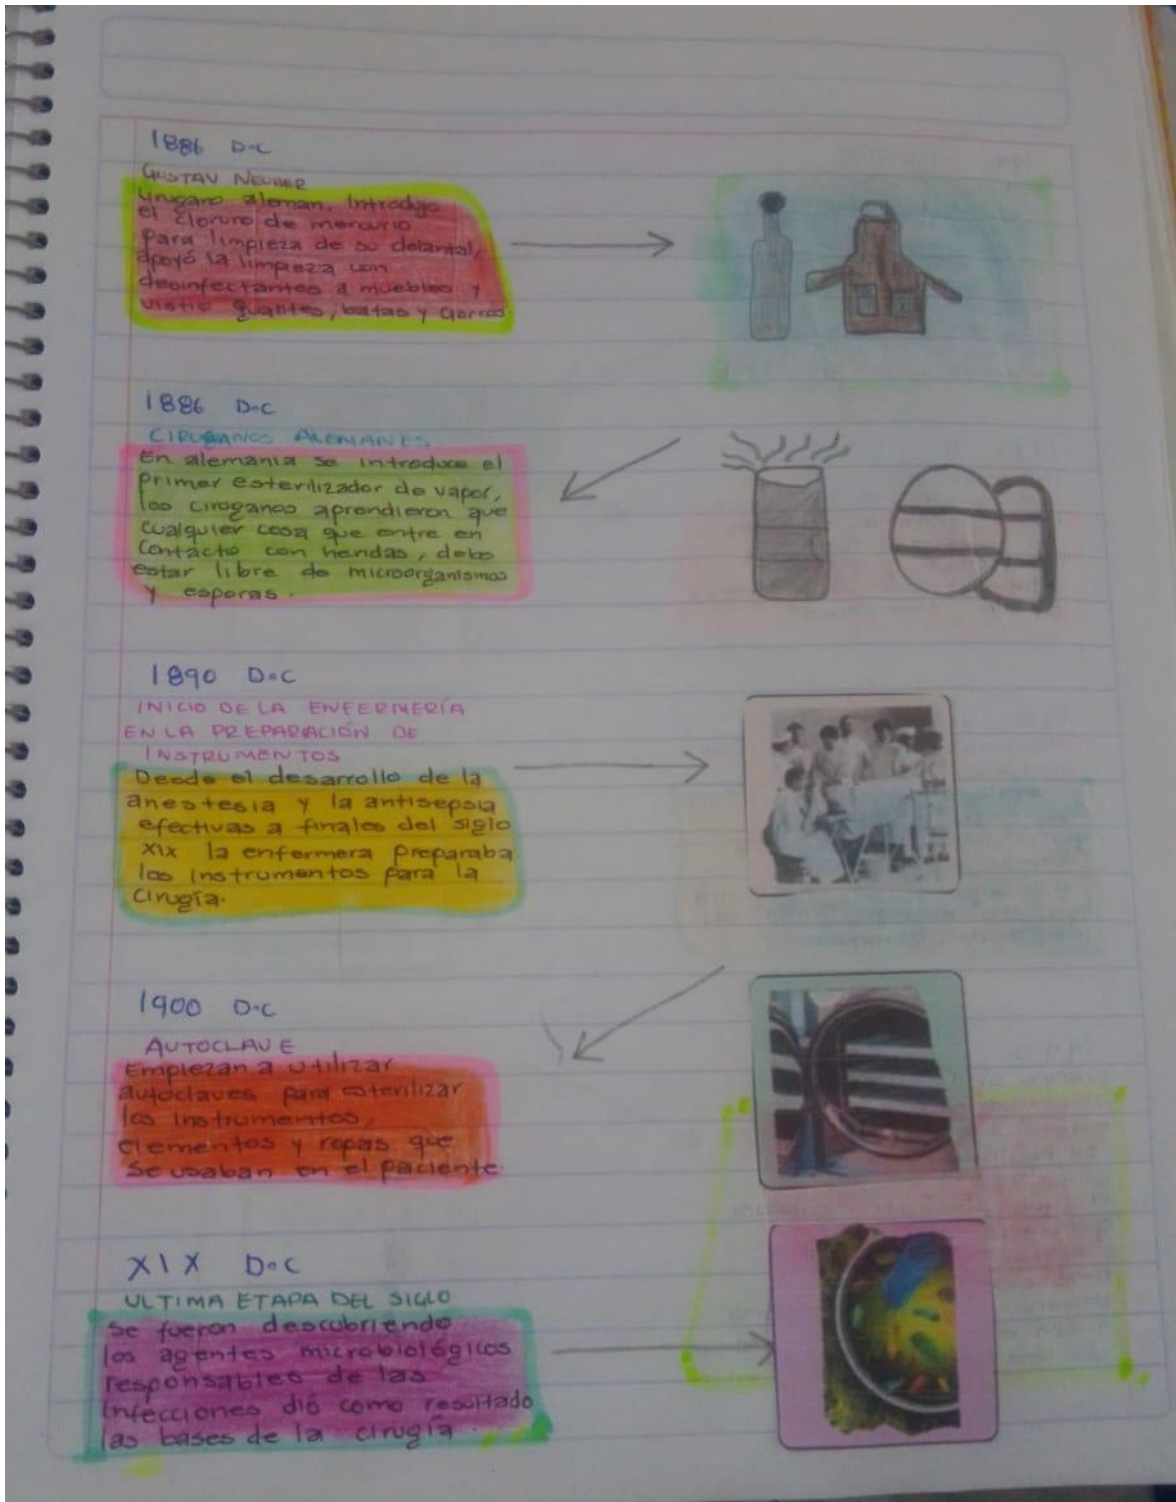 1886 D-C
GUSTAV NEUBER
Cirugano aleman, Introdujo
el cloruro de mercurio
para limpieza de su delantal,
apoyó la limpieza con
desinfectantes a muebles y
vistio guantes, batas y gorros
1886 D-C
CIRUGANOS ALEMANES
En alemania se introduce el
primer esterilizador de vapor,
los ciruganos aprendieron que
cualquier cosa que entre en
contacto con heridas, debe
estar libre de microorganismos
y esporas.
1890 D-C
INICIO DE LA ENFERMERÍA
EN LA PREPARACIÓN DE
INSTRUMENTOS
Desde el desarrollo de la
anestesia y la antisepsia
efectivas a finales del siglo
XIX la enfermera preparaba
los instrumentos para la
cirugía.
1900 D-C
AUTOCLAVE
Empiezan a utilizar
autoclaves para esterilizar
los instrumentos,
elementos y ropas que
se usaban en el paciente.
XIX D-C
ULTIMA ETAPA DEL SIGLO
Se fueron descubriendo
los agentes microbiológicos
responsables de las
infecciones dió como resultado
las bases de la cirugía.